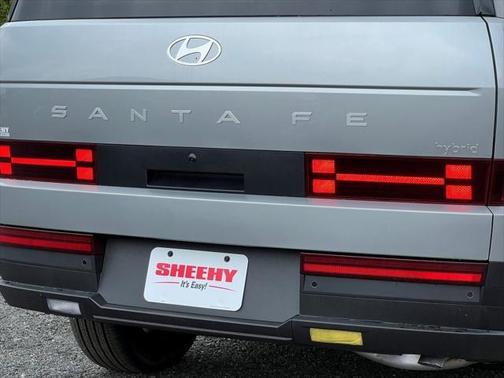 SANTA FE
hybrid
SHEEHY
It's Easy!